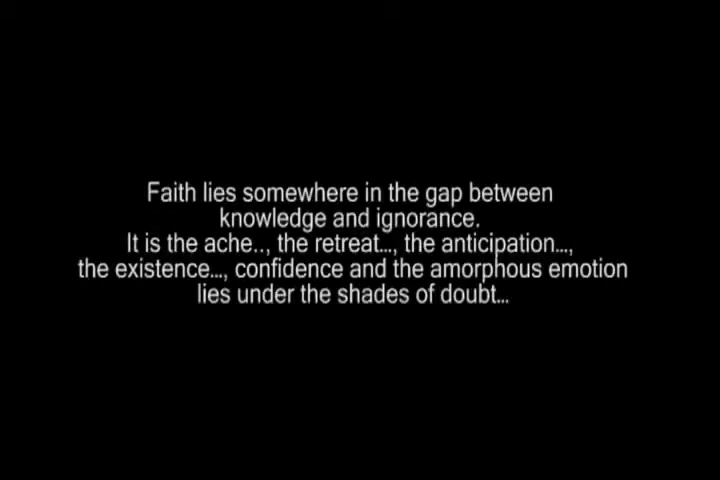 Faith lies somewhere in the gap between
knowledge and ignorance.
It is the ache.., the retreat..., the anticipation...,
the existence..., confidence and the amorphous emotion
lies under the shades of doubt...